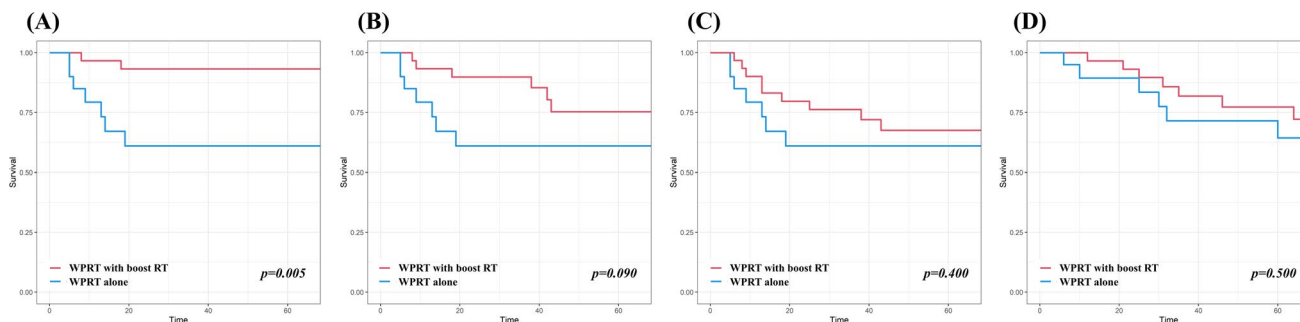 (A)
1.00
0.75
0.50
0.25
0.00
Survival
WPRT with boost RT
WPRT alone
p=0.005
0
20
40
60
Time
(B)
1.00
0.75
0.50
0.25
0.00
Survival
WPRT with boost RT
WPRT alone
p=0.090
0
20
40
60
Time
(C)
1.00
0.75
0.50
0.25
0.00
Survival
WPRT with boost RT
WPRT alone
p=0.400
0
20
40
60
Time
(D)
1.00
0.75
0.50
0.25
0.00
Survival
WPRT with boost RT
WPRT alone
p=0.500
0
20
40
60
Time